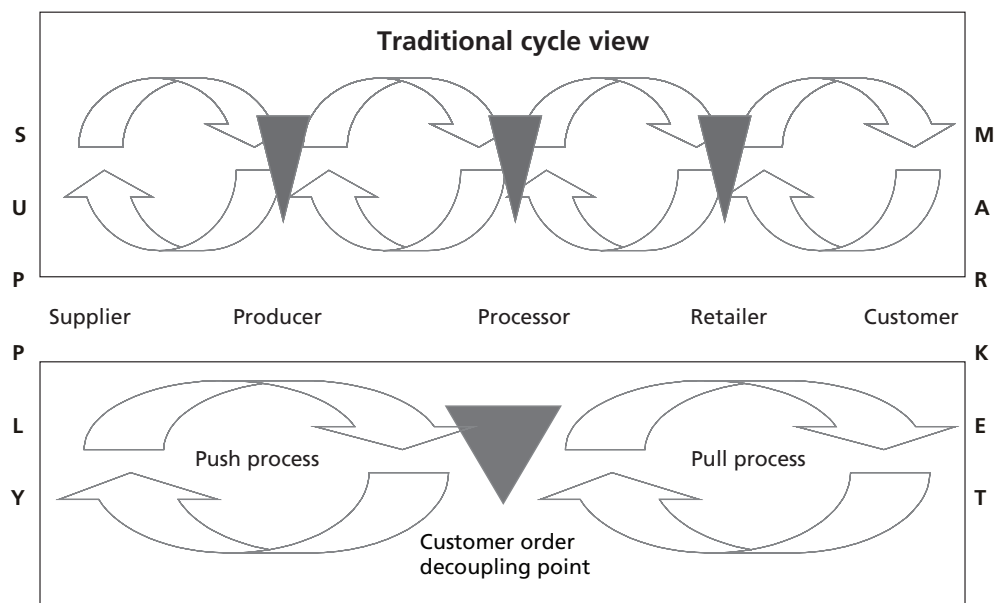 Traditional cycle view
S
U
P
P
L
Y
M
A
R
K
E
T
Supplier Producer Processor Retailer Customer
Push process
Pull process
Customer order
decoupling point